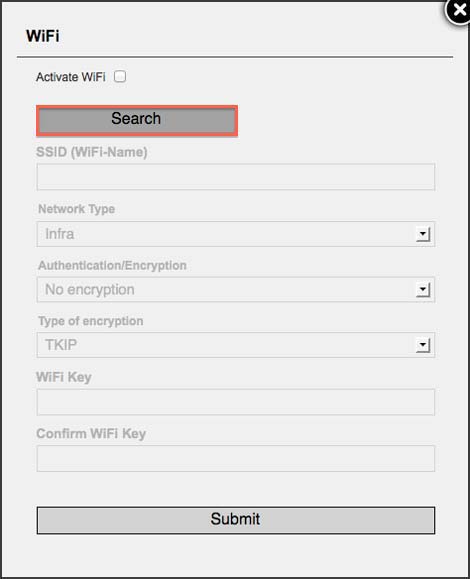 WiFi
Activate WiFi
Search
SSID (WiFi-Name)
Network Type
Infra
Authentication/Encryption
No encryption
Type of encryption
TKIP
WiFi Key
Confirm WiFi Key
Submit